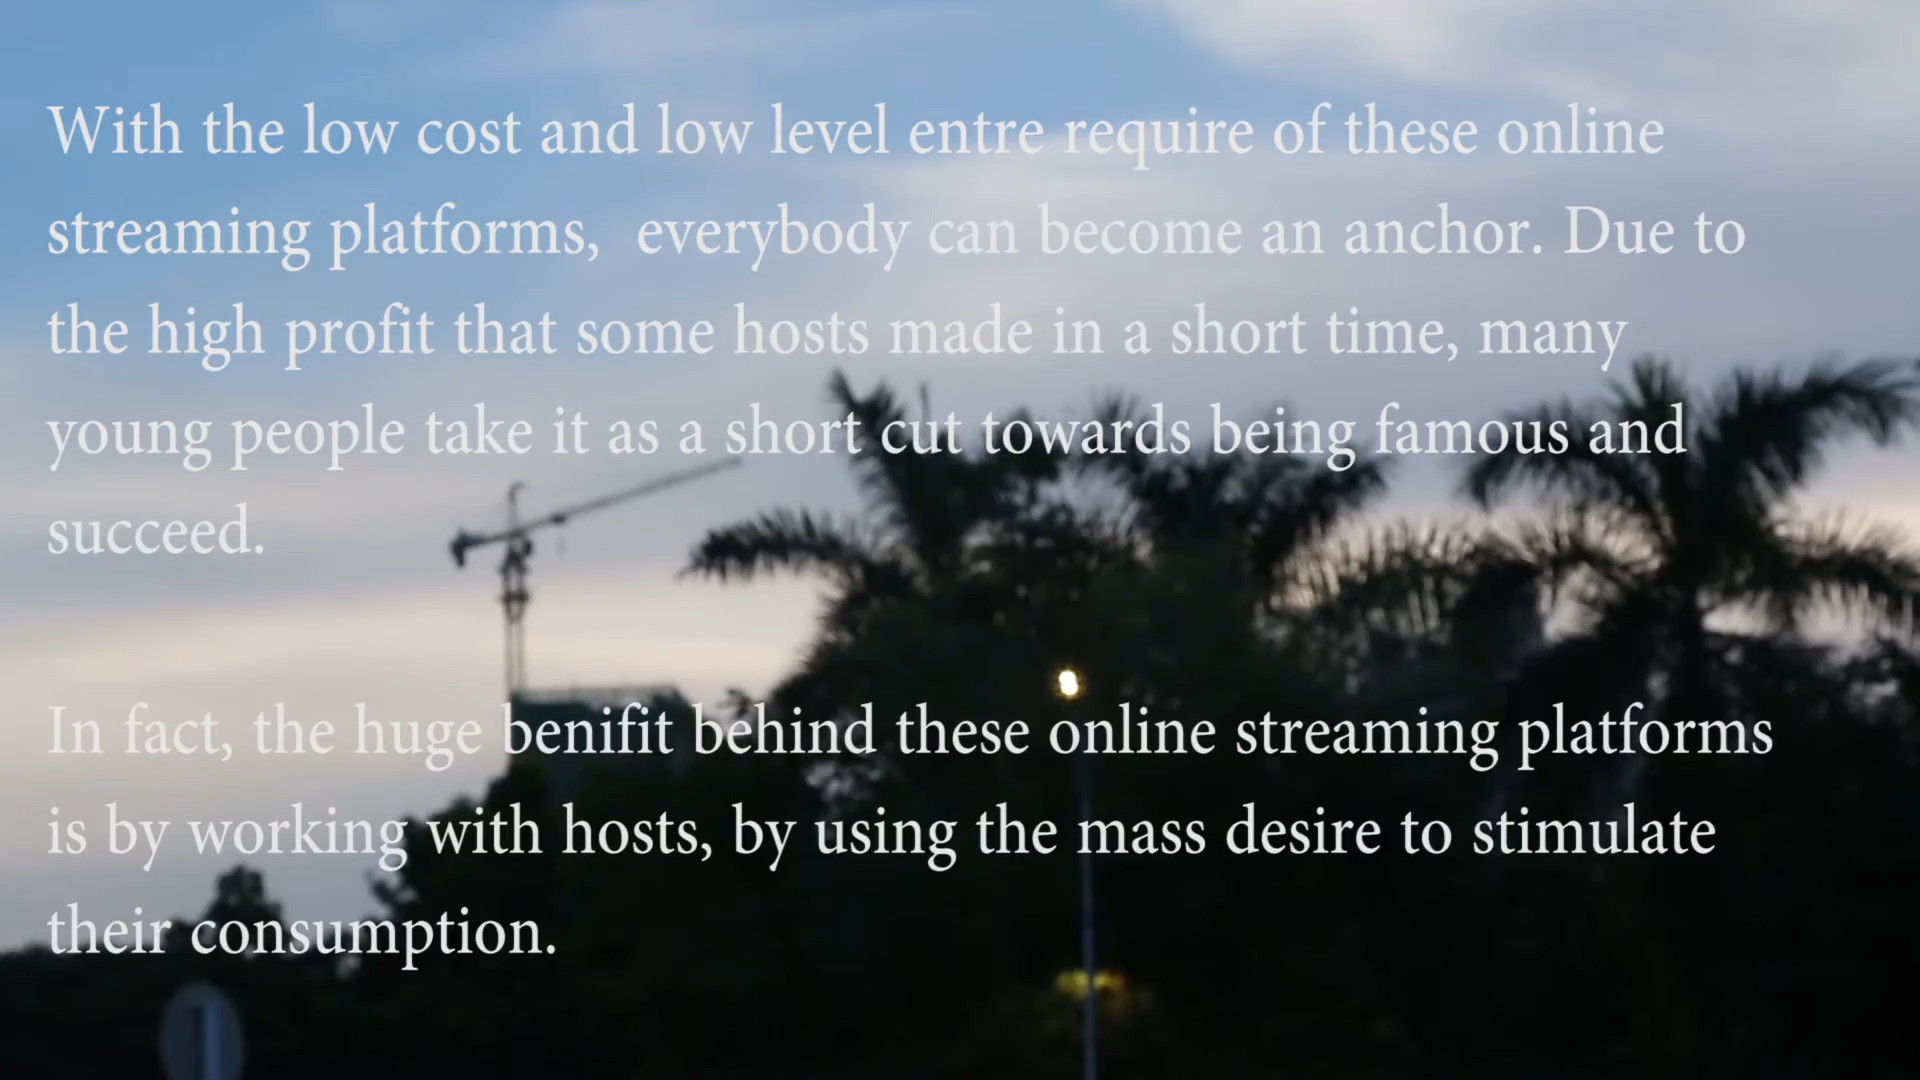 With the low cost and low level entre require of these online
streaming platforms,  everybody can become an anchor. Due to
the high profit that some hosts made in a short time, many
young people take it as a short cut towards being famous and
succeed.
In fact, the huge benifit behind these online streaming platforms
is by working with hosts, by using the mass desire to stimulate
their consumption.